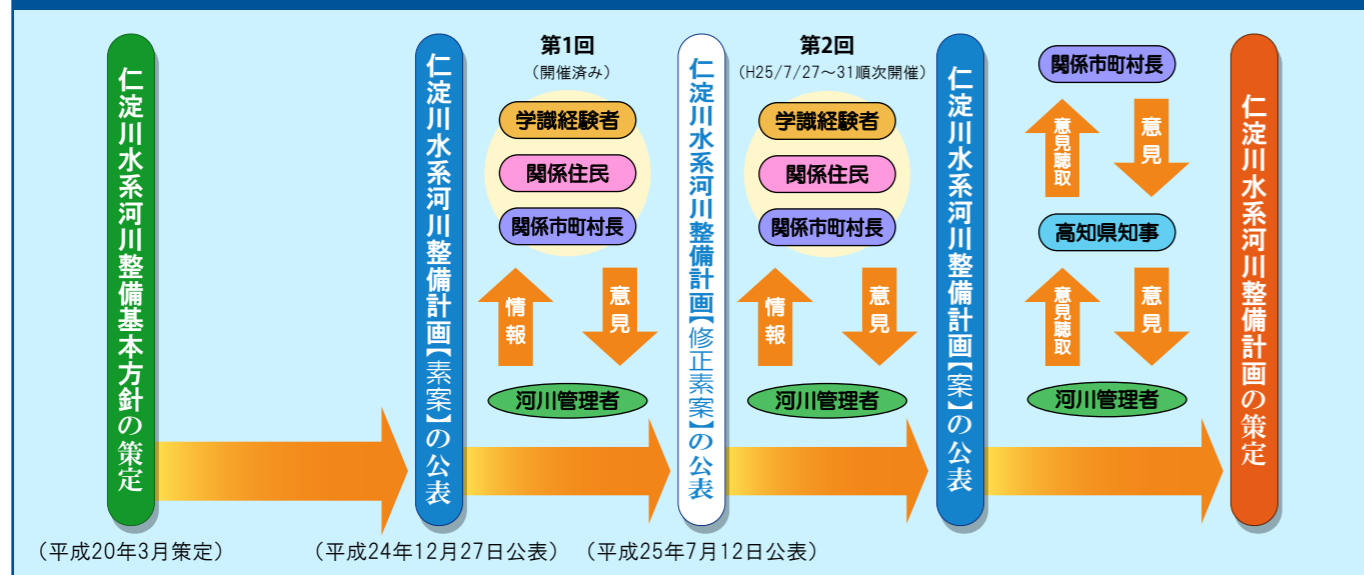 仁淀川水系河川整備基本方針の策定
（平成20年3月策定）
仁淀川水系河川整備計画【素案】の公表
（平成24年12月27日公表）
第1回
（開催済み）
学識経験者
関係住民
関係市町村長
情報
意見
河川管理者
仁淀川水系河川整備計画【修正素案】の公表
（平成25年7月12日公表）
第2回
（H25/7/27～31順次開催）
学識経験者
関係住民
関係市町村長
情報
意見
河川管理者
仁淀川水系河川整備計画【案】の公表
関係市町村長
意見聴取
意見
高知県知事
意見聴取
意見
河川管理者
仁淀川水系河川整備計画の策定